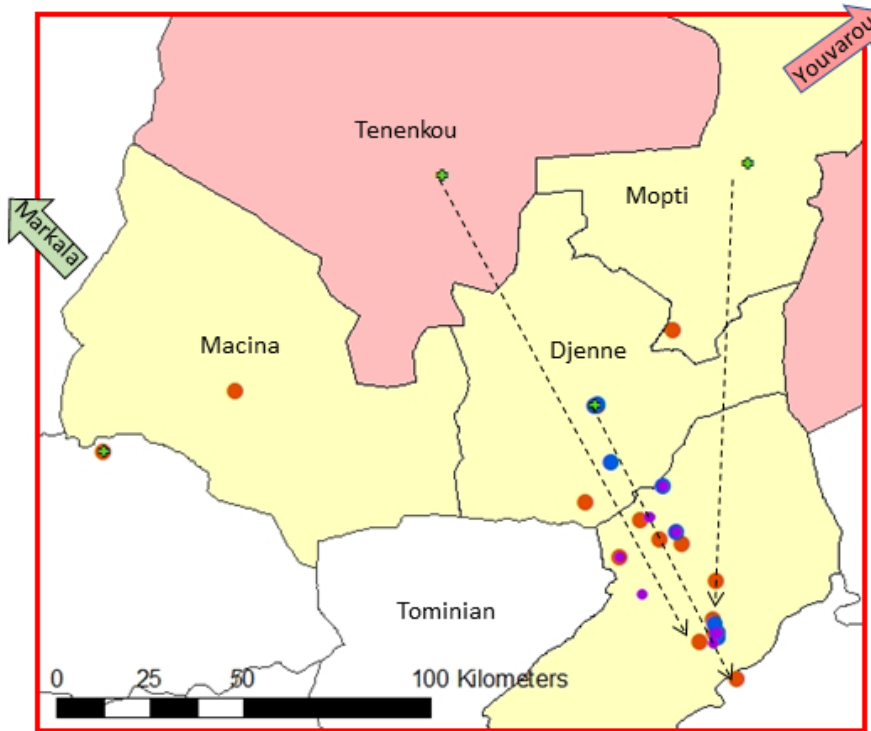 Youvarou
Tenenkou
Mopti
Markala
Macina
Djenne
Tominian
0 25 50 100 Kilometers